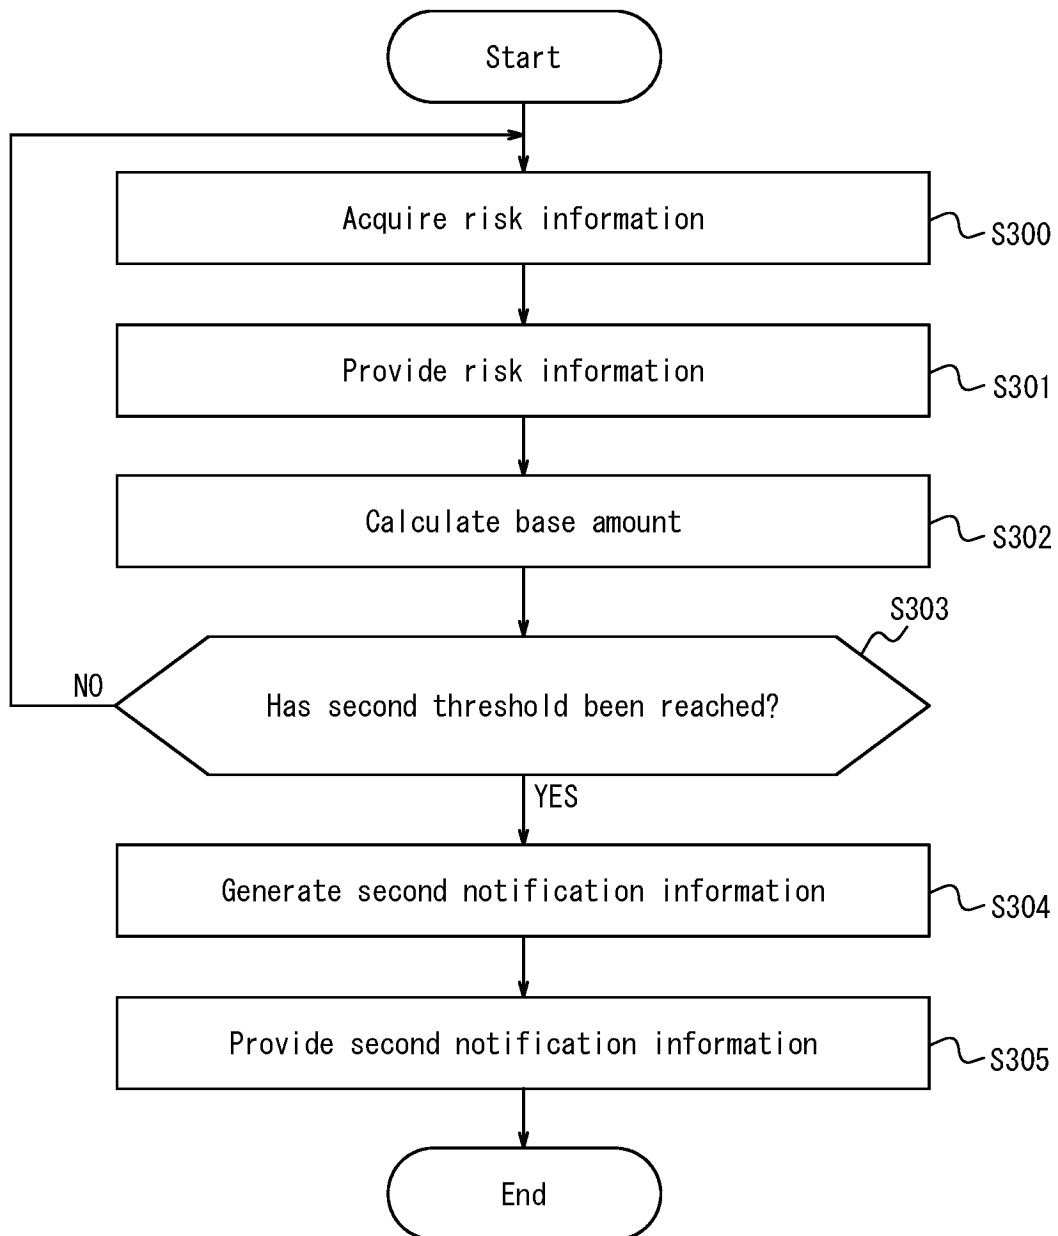 Start
Acquire risk information
S300
Provide risk information
S301
Calculate base amount
S302
S303
NO
Has second threshold been reached?
YES
Generate second notification information
S304
Provide second notification information
S305
End